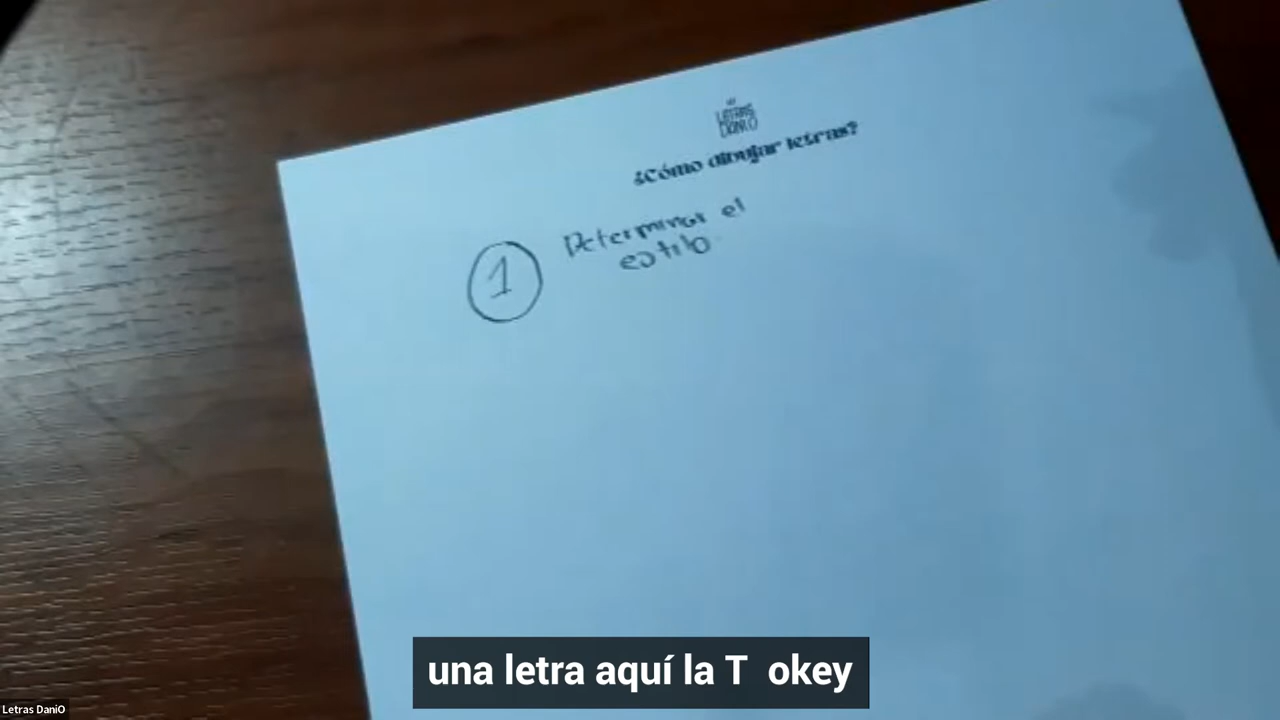 LETRAS
DANIO
¿Cómo dibujar letras?
1
Determinar el
estilo
una letra aquí la T okey
Letras DaniO